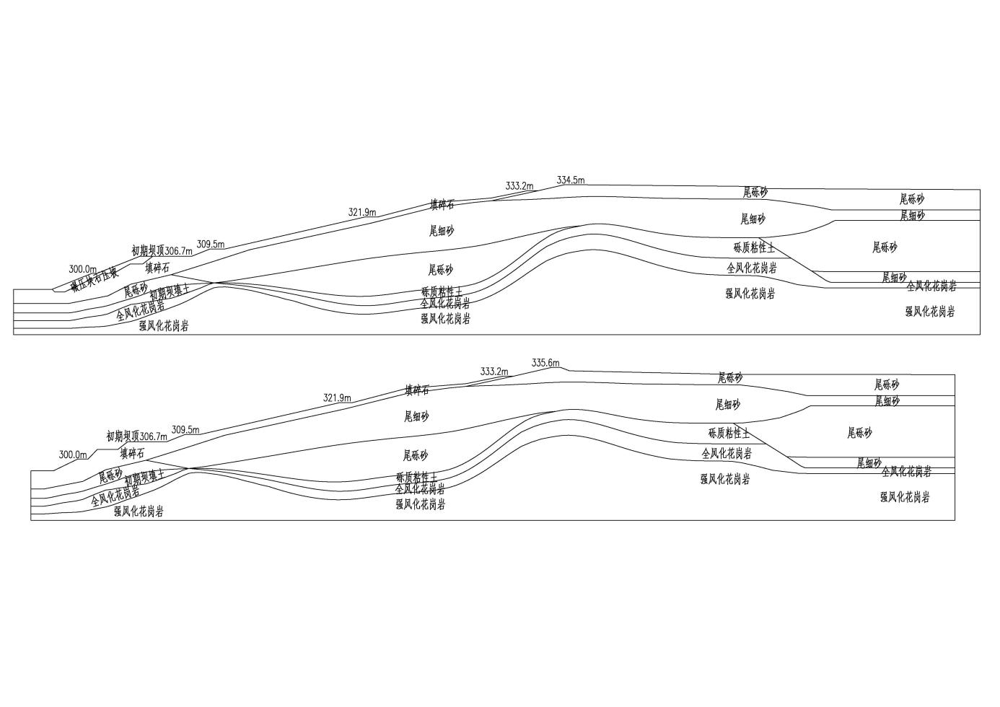 334.5m
333.2m
尾砾砂
尾砾砂
填碎石
321.9m
尾细砂
尾细砂
尾细砂
309.5m
初期坝顶306.7m
砾质粘性土
尾砾砂
300.0m
填碎石
尾砾砂
全风化花岗岩
碾压块石压坡
尾细砂
尾砾砂
初期坝填土
砾质粘性土
强风化花岗岩
全风化花岗岩
全风化花岗岩
全风化花岗岩
强风化花岗岩
强风化花岗岩
强风化花岗岩
335.6m
333.2m
尾砾砂
尾砾砂
填碎石
321.9m
尾细砂
尾细砂
尾细砂
309.5m
初期坝顶306.7m
砾质粘性土
尾砾砂
300.0m
填碎石
尾砾砂
全风化花岗岩
尾细砂
尾砾砂
初期坝填土
砾质粘性土
强风化花岗岩
全风化花岗岩
全风化花岗岩
全风化花岗岩
强风化花岗岩
强风化花岗岩
强风化花岗岩